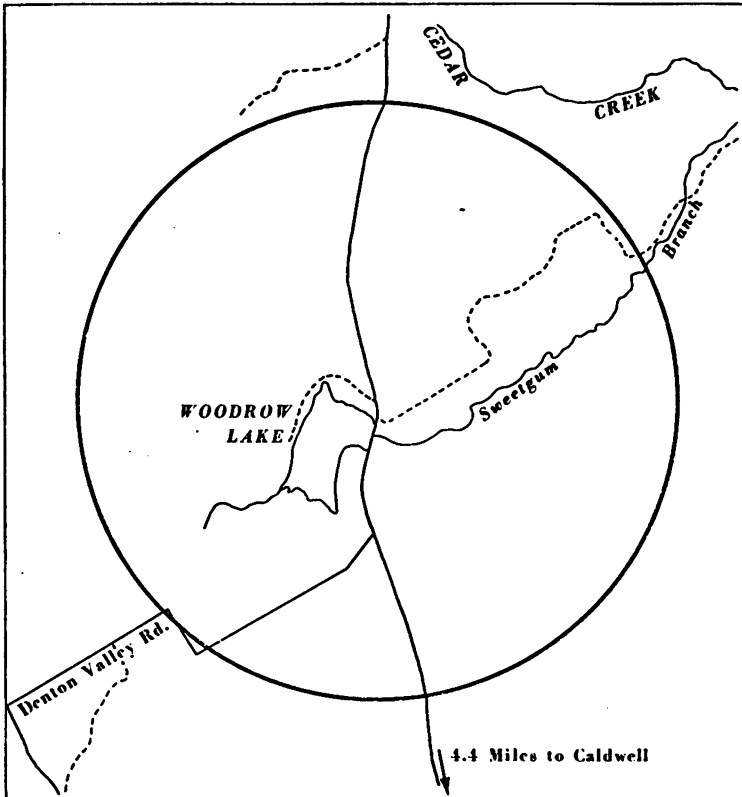 CEDAR
CREEK
Branch
Sweetgum
WOODROW
LAKE
Denton Valley Rd.
4.4 Miles to Caldwell